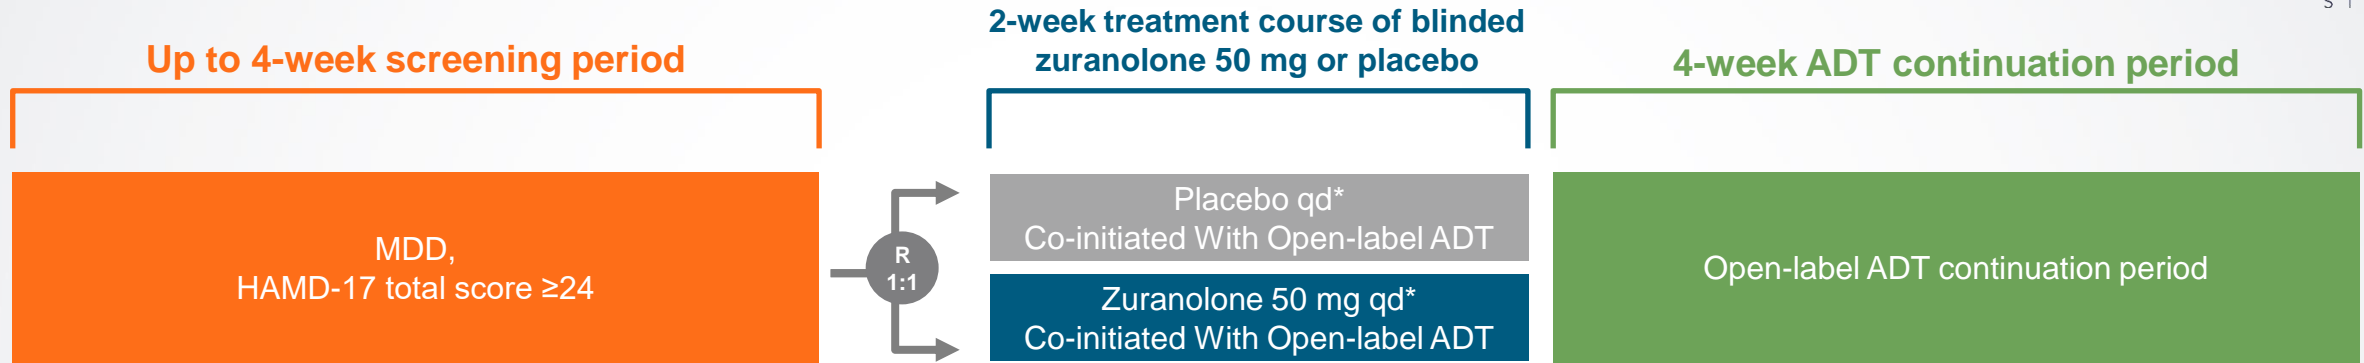 Up to 4-week screening period
2-week treatment course of blinded
zuranolone 50 mg or placebo
4-week ADT continuation period
MDD,
HAMD-17 total score ≥24
R
1:1
Placebo qd*
Co-initiated With Open-label ADT
Zuranolone 50 mg qd*
Co-initiated With Open-label ADT
Open-label ADT continuation period